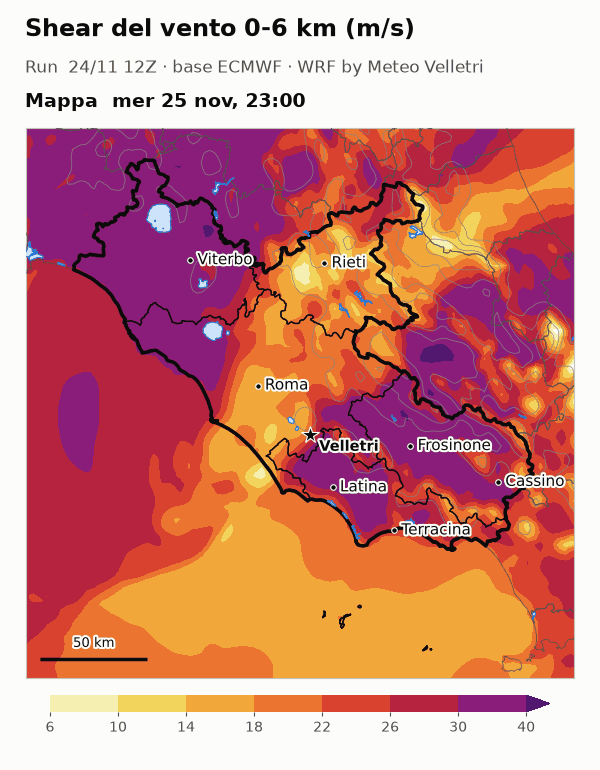 Shear del vento 0-6 km (m/s)
Run  24/11 12Z · base ECMWF · WRF by Meteo Velletri
Mappa  mer 25 nov, 23:00
Viterbo
Rieti
Roma
Velletri
Frosinone
Cassino
Latina
Terracina
50 km
6 10 14 18 22 26 30 40